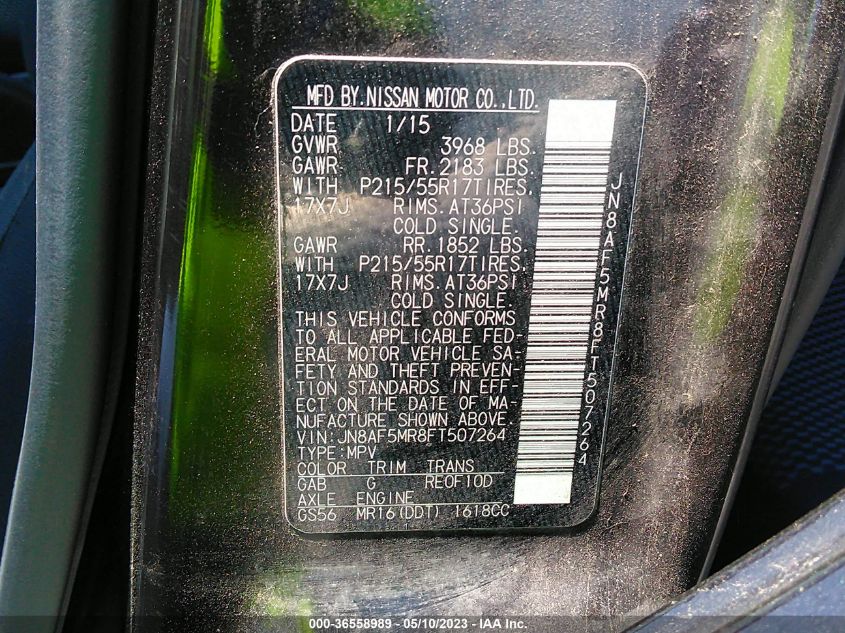 MFD BY.NISSAN MOTOR CO.,LTD.
DATE 1/15
GVWR 3968 LBS.
GAWR FR.2183 LBS.
WITH P215/55R17TIRES.
17X7J RIMS.AT36PSI
COLD SINGLE.
GAWR RR.1852 LBS.
WITH P215/55R17TIRES.
17X7J RIMS.AT36PSI
COLD SINGLE.
THIS VEHICLE CONFORMS
TO ALL APPLICABLE FED-
ERAL MOTOR VEHICLE SA-
FETY AND THEFT PREVEN-
TION STANDARDS IN EFF-
ECT ON THE DATE OF MA-
NUFACTURE SHOWN ABOVE.
VIN:JN8AF5MR8FT507264
TYPE:MPV
COLOR TRIM TRANS
GAB G REOF10D
AXLE ENGINE
GS56 MR16(DDT) 1618CC
JN8AF5MR8FT507264
000-36558989 — 05/10/2023 — IAA Inc.